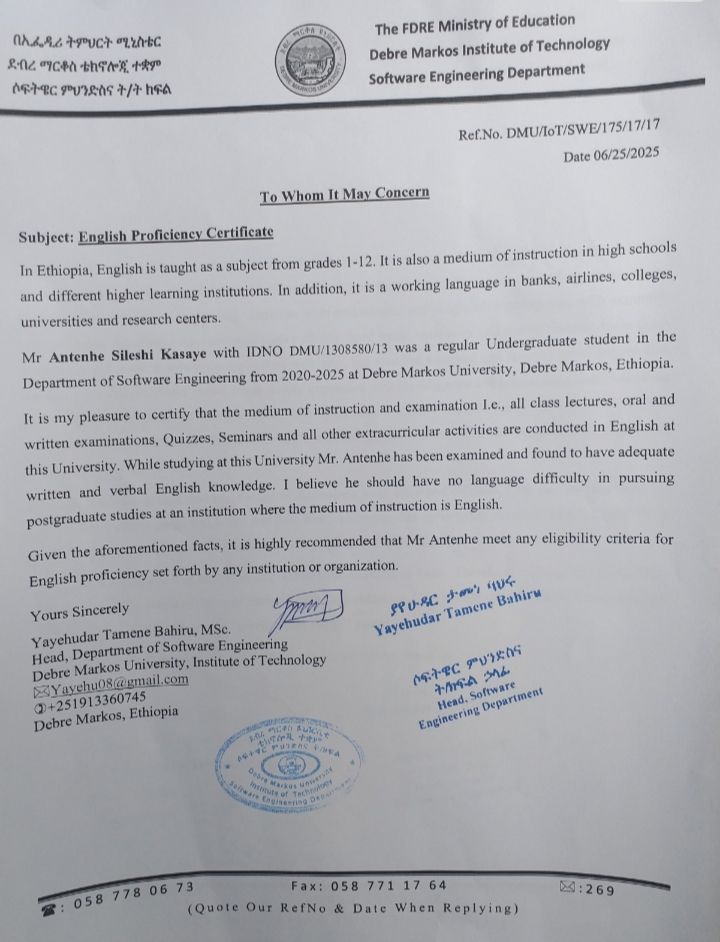 በኢፌዲሪ ትምህርት ሚኒስቴር
ደብረ ማርቆስ ቴክኖሎጂ ተቋም
ሶፍትዌር ምህንድስና ት/ት ክፍል
DEBRE MARKOS UNIVERSITY
The FDRE Ministry of Education
Debre Markos Institute of Technology
Software Engineering Department
Ref.No. DMU/IoT/SWE/175/17/17
Date 06/25/2025
To Whom It May Concern
Subject: English Proficiency Certificate
In Ethiopia, English is taught as a subject from grades 1-12. It is also a medium of instruction in high schools
and different higher learning institutions. In addition, it is a working language in banks, airlines, colleges,
universities and research centers.
Mr Antenhe Sileshi Kasaye with IDNO DMU/1308580/13 was a regular Undergraduate student in the
Department of Software Engineering from 2020-2025 at Debre Markos University, Debre Markos, Ethiopia.
It is my pleasure to certify that the medium of instruction and examination I.e., all class lectures, oral and
written examinations, Quizzes, Seminars and all other extracurricular activities are conducted in English at
this University. While studying at this University Mr. Antenhe has been examined and found to have adequate
written and verbal English knowledge. I believe he should have no language difficulty in pursuing
postgraduate studies at an institution where the medium of instruction is English.
Given the aforementioned facts, it is highly recommended that Mr Antenhe meet any eligibility criteria for
English proficiency set forth by any institution or organization.
Yours Sincerely
Yayehudar Tamene Bahiru, MSc.
Head, Department of Software Engineering
Debre Markos University, Institute of Technology
✉Yayehu08@gmail.com
✆+251913360745
Debre Markos, Ethiopia
ያየሁዳር ታመነ ባህሩ
Yayehudar Tamene Bahiru
ሶፍትዌር ምህንድስና
ት/ክፍል ኃላፊ
Head, Software
Engineering Department
ደብረ ማርቆስ ዩኒቨርሲቲ
ቴክኖሎጂ ተቋም
ሶፍትዌር ምህንድስና ት/ክፍል
Debre Markos University
Institute of Technology
Software Engineering Department
☎: 058 778 06 73
Fax: 058 771 17 64
✉:269
(Quote Our RefNo & Date When Replying)